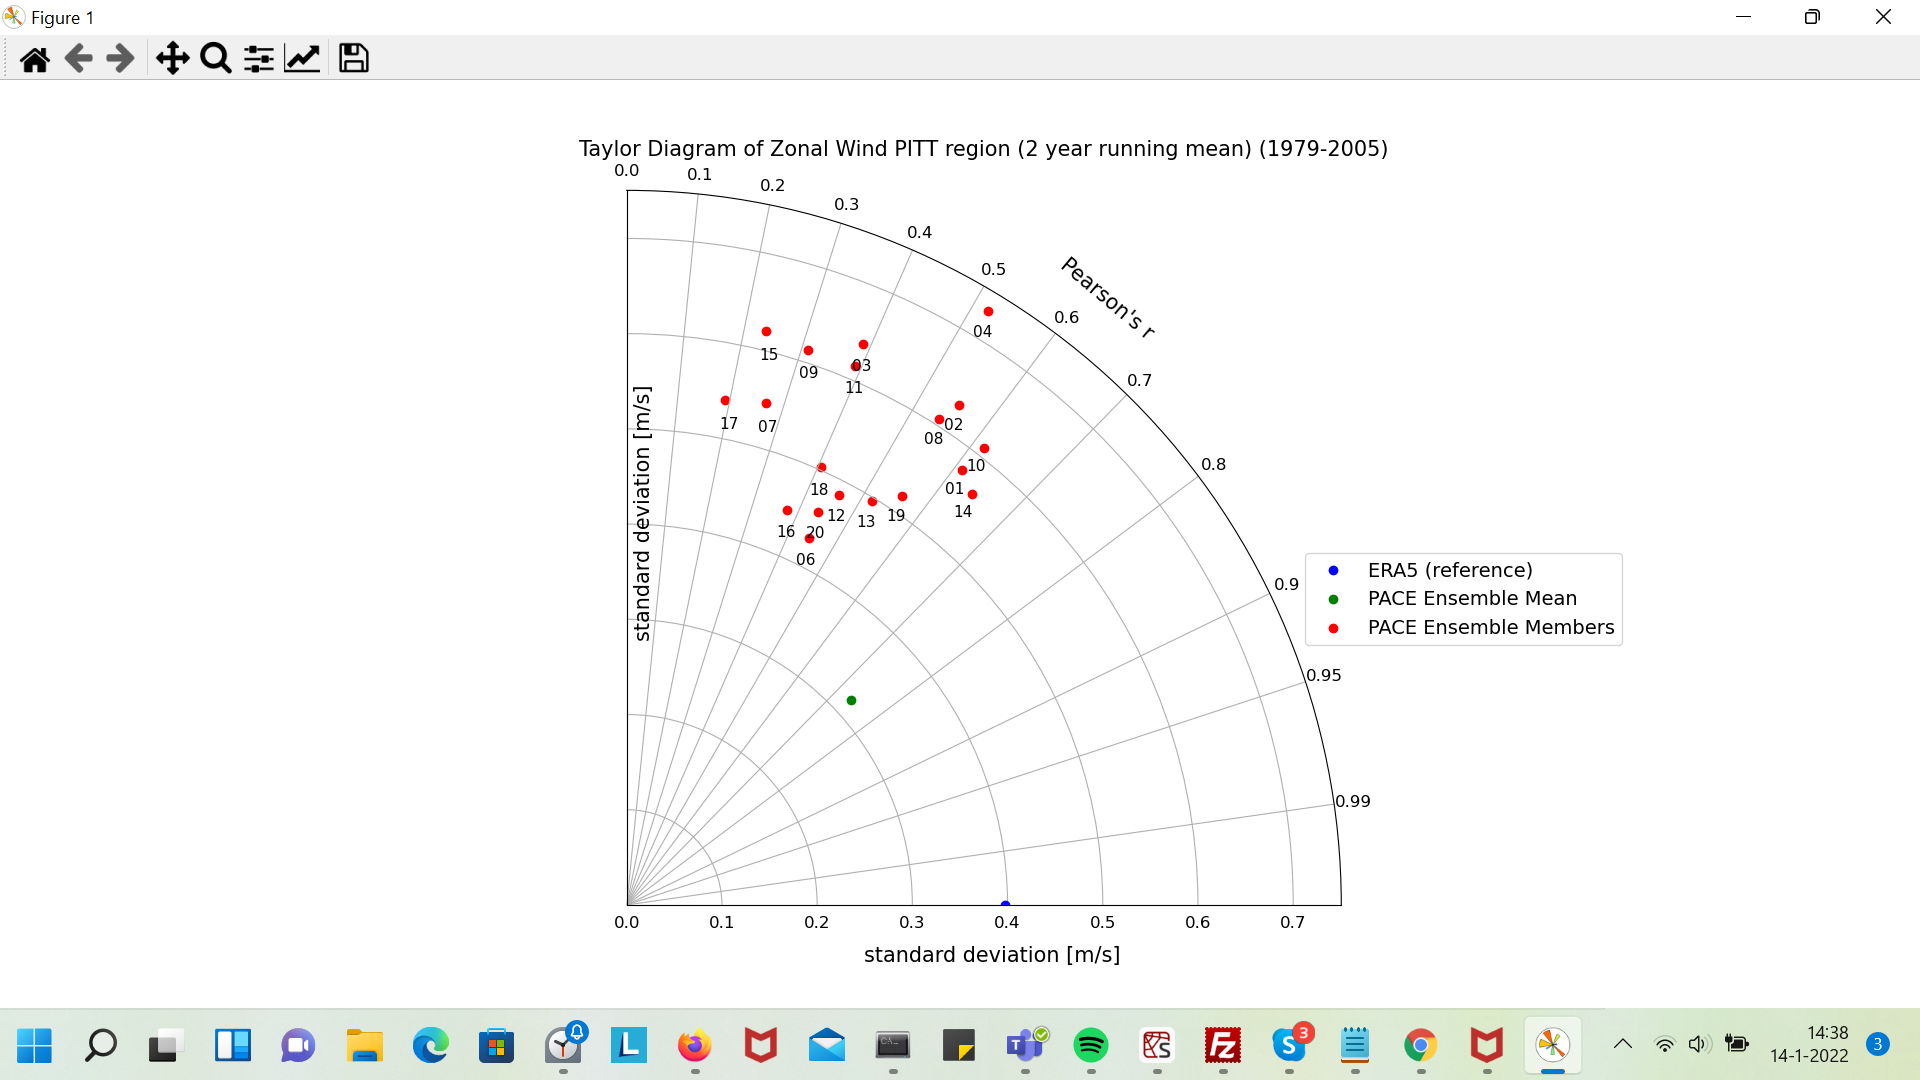 Figure 1
Taylor Diagram of Zonal Wind PITT region (2 year running mean) (1979-2005)
0.0
0.1
0.2
0.3
0.4
0.5
0.6
0.7
0.8
0.9
0.95
0.99
Pearson's r
standard deviation [m/s]
04
15
09
03
11
17
07
02
08
10
01
14
18
12
13
19
16
20
06
ERA5 (reference)
PACE Ensemble Mean
PACE Ensemble Members
0.0 0.1 0.2 0.3 0.4 0.5 0.6 0.7
standard deviation [m/s]
L
T
S
Fz
S 3
14:38
14-1-2022
3